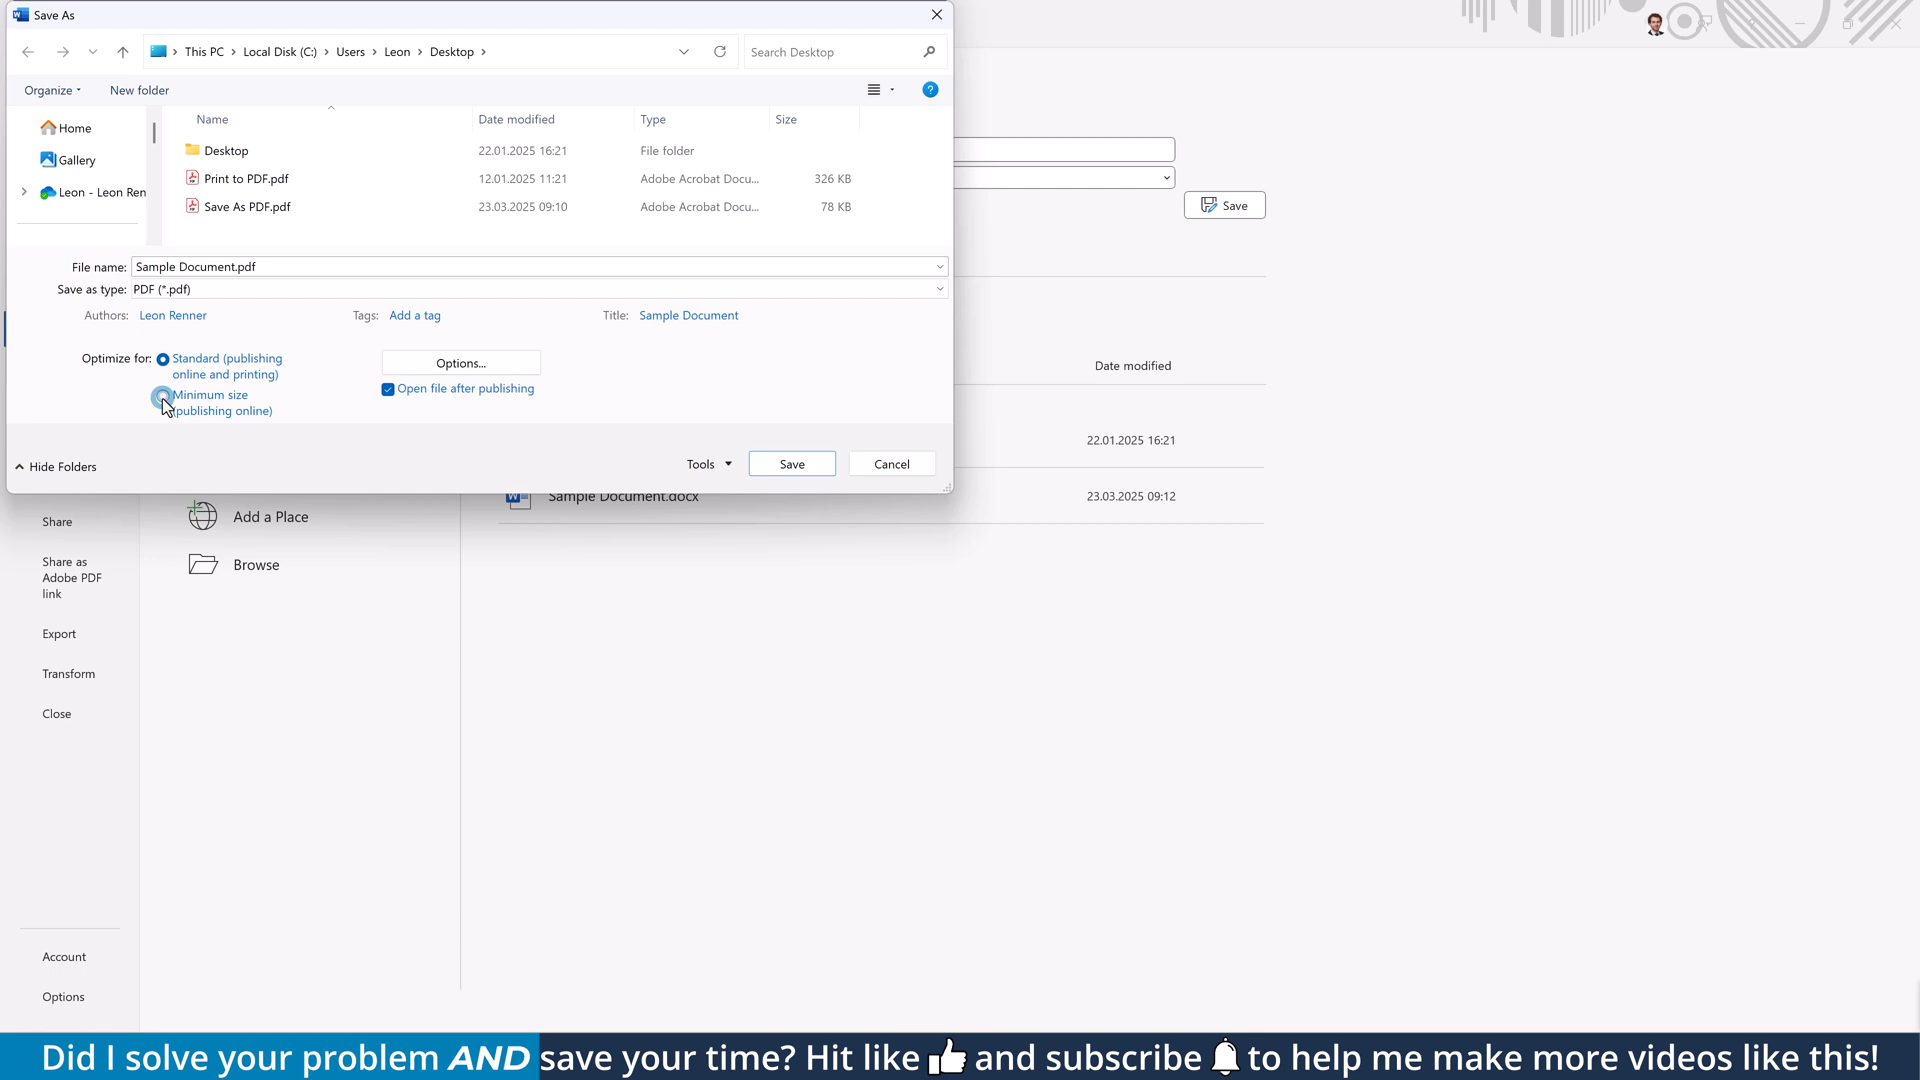 Save As
This PC > Local Disk (C:) > Users > Leon > Desktop >
Search Desktop
Organize
New folder
Home
Gallery
Leon - Leon Ren
Name Date modified Type Size
Desktop 22.01.2025 16:21 File folder
Print to PDF.pdf 12.01.2025 11:21 Adobe Acrobat Docu... 326 KB
Save As PDF.pdf 23.03.2025 09:10 Adobe Acrobat Docu... 78 KB
File name: Sample Document.pdf
Save as type: PDF (*.pdf)
Authors: Leon Renner Tags: Add a tag Title: Sample Document
Optimize for: Standard (publishing
online and printing)
Minimum size
(publishing online)
Options...
Open file after publishing
Hide Folders
Tools
Save
Cancel
Save
Date modified
22.01.2025 16:21
Sample Document.docx 23.03.2025 09:12
Share
Share as
Adobe PDF
link
Export
Transform
Close
Account
Options
Add a Place
Browse
Did I solve your problem AND save your time? Hit like and subscribe to help me make more videos like this!